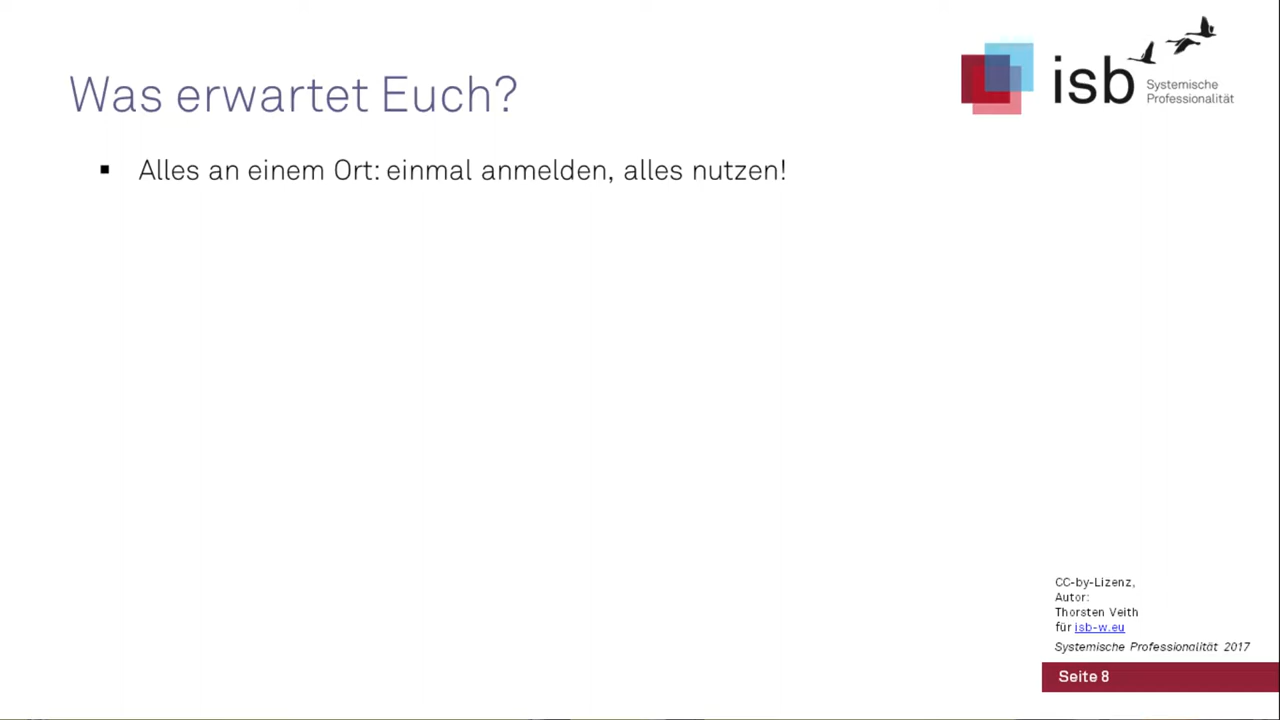 Was erwartet Euch?
isb
Systemische
Professionalität
▪ Alles an einem Ort: einmal anmelden, alles nutzen!
CC-by-Lizenz,
Autor:
Thorsten Veith
für isb-w.eu
Systemische Professionalität 2017
Seite 8